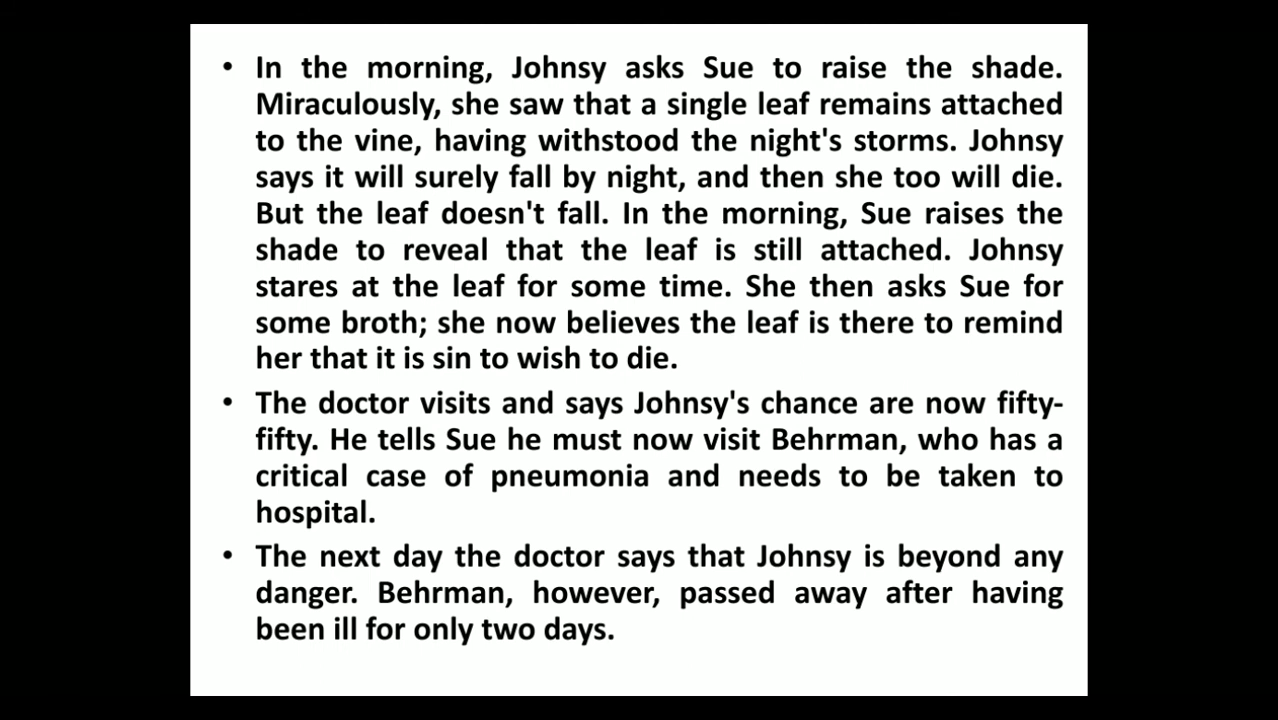 • In the morning, Johnsy asks Sue to raise the shade.
Miraculously, she saw that a single leaf remains attached
to the vine, having withstood the night's storms. Johnsy
says it will surely fall by night, and then she too will die.
But the leaf doesn't fall. In the morning, Sue raises the
shade to reveal that the leaf is still attached. Johnsy
stares at the leaf for some time. She then asks Sue for
some broth; she now believes the leaf is there to remind
her that it is sin to wish to die.
• The doctor visits and says Johnsy's chance are now fifty-
fifty. He tells Sue he must now visit Behrman, who has a
critical case of pneumonia and needs to be taken to
hospital.
• The next day the doctor says that Johnsy is beyond any
danger. Behrman, however, passed away after having
been ill for only two days.